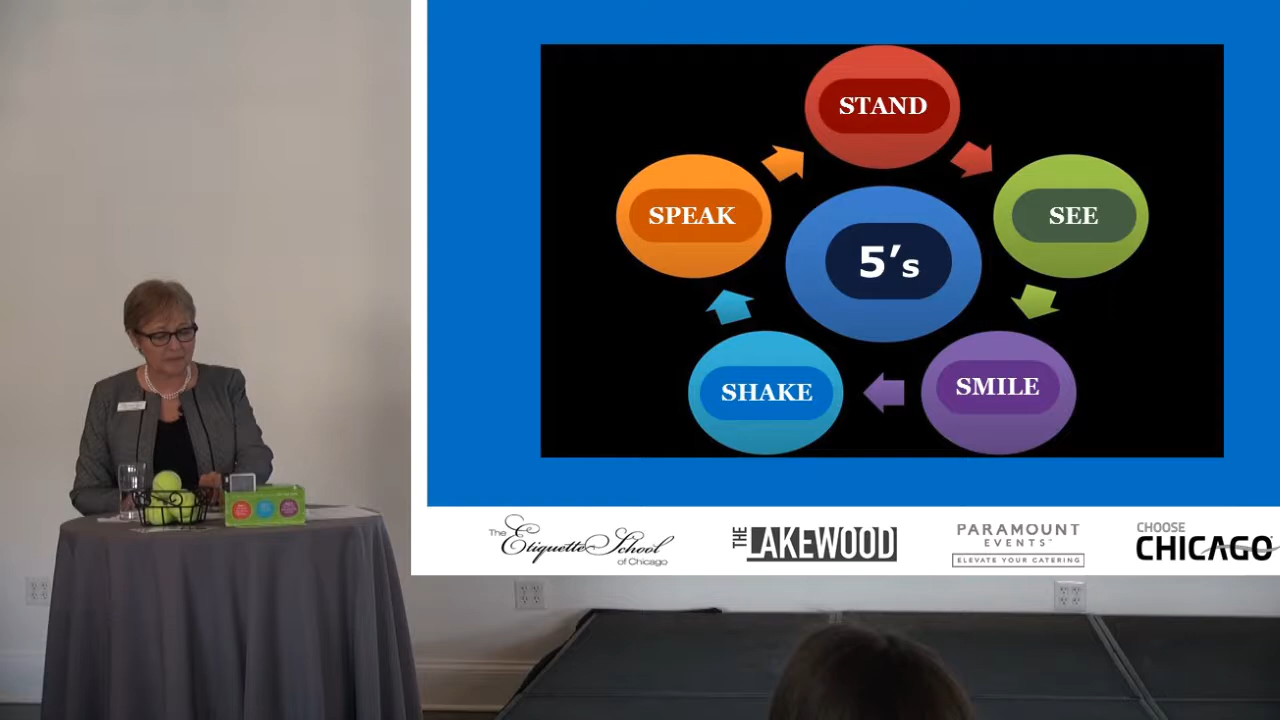 STAND
SPEAK
SEE
5's
SHAKE
SMILE
The
Etiquette School
of Chicago
THE
LAKEWOOD
PARAMOUNT
EVENTS
ELEVATE YOUR CATERING
CHOOSE
CHICAGO